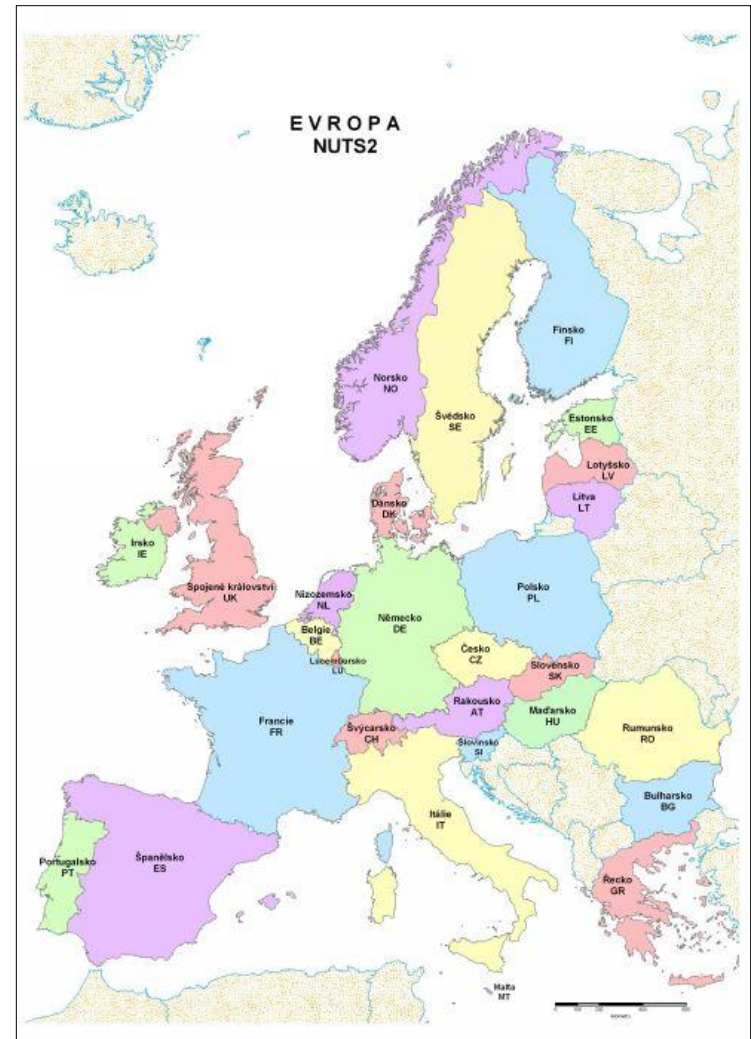 EVROPA
NUTS2
Finsko
FI
Norsko
NO
Švédsko
SE
Estonsko
EE
Lotyšsko
LV
Litva
LT
Dánsko
DK
Irsko
IE
Spojené království
UK
Nizozemsko
NL
Polsko
PL
Německo
DE
Belgie
BE
Lucembursko
LU
Česko
CZ
Slovensko
SK
Rakousko
AT
Maďarsko
HU
Francie
FR
Švýcarsko
CH
Rumunsko
RO
Slovinsko
SI
Bulharsko
BG
Itálie
IT
Portugalsko
PT
Španělsko
ES
Řecko
GR
Malta
MT